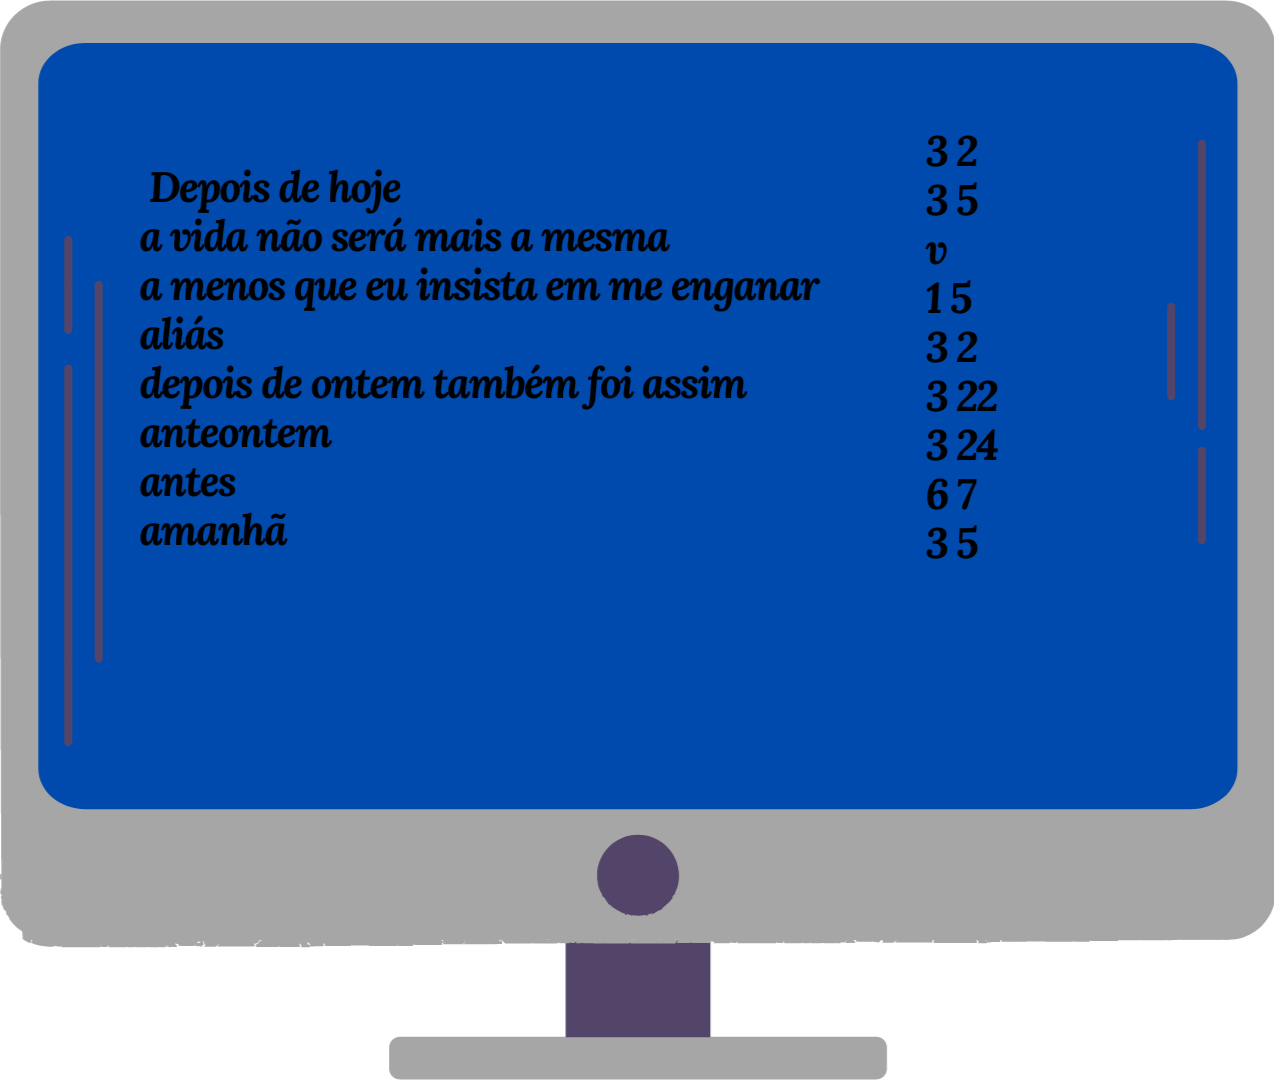 Depois de hoje
a vida não será mais a mesma
a menos que eu insista em me enganar
aliás
depois de ontem também foi assim
anteontem
antes
amanhã
3 2
3 5
v
1 5
3 2
3 22
3 24
6 7
3 5